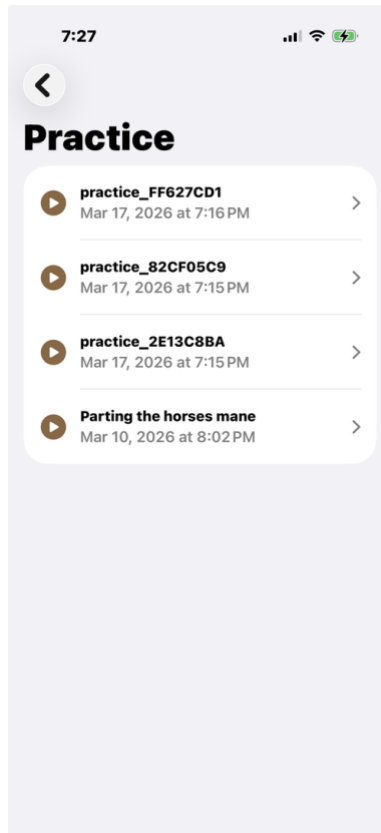 7:27
Practice
practice_FF627CD1
Mar 17, 2026 at 7:16 PM
practice_82CF05C9
Mar 17, 2026 at 7:15 PM
practice_2E13C8BA
Mar 17, 2026 at 7:15 PM
Parting the horses mane
Mar 10, 2026 at 8:02 PM